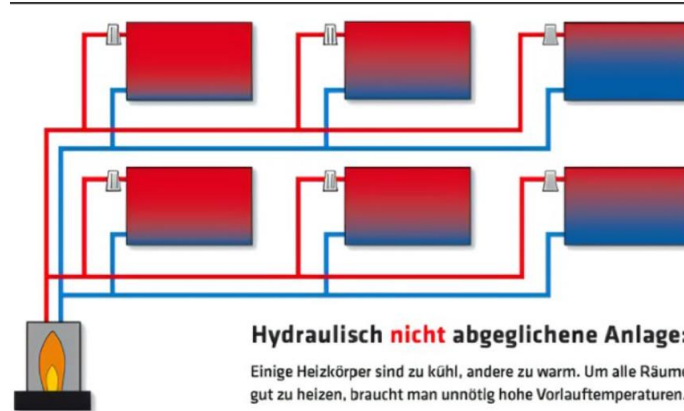 Hydraulisch nicht abgeglichene Anlage:
Einige Heizkörper sind zu kühl, andere zu warm. Um alle Räume
gut zu heizen, braucht man unnötig hohe Vorlauftemperaturen.